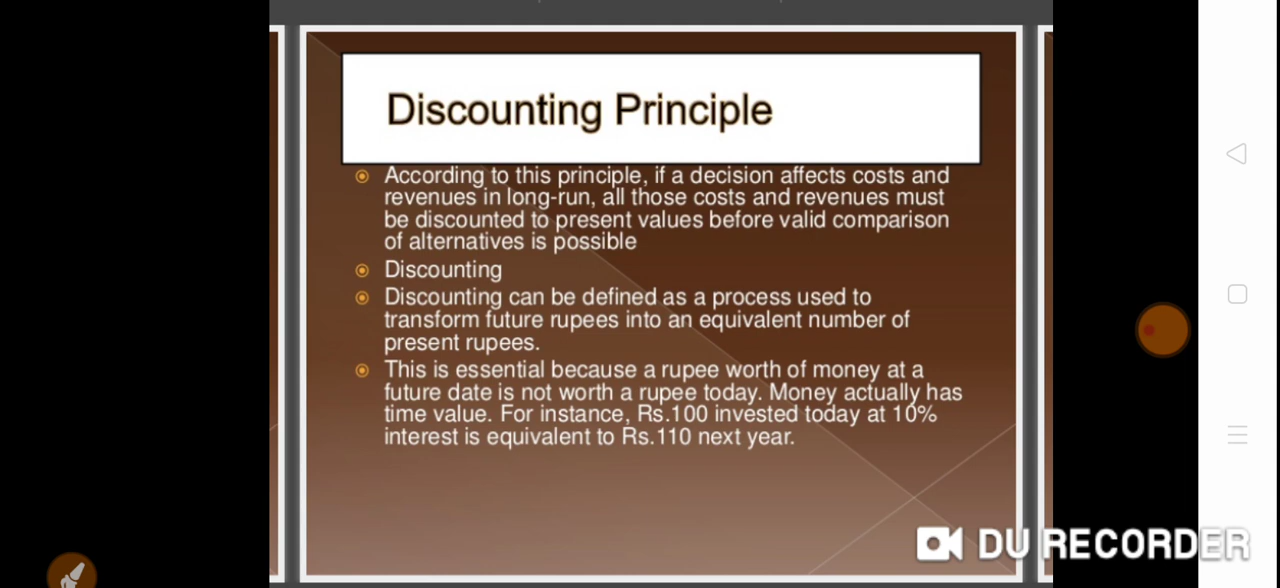 Discounting Principle
According to this principle, if a decision affects costs and
revenues in long-run, all those costs and revenues must
be discounted to present values before valid comparison
of alternatives is possible
Discounting
Discounting can be defined as a process used to
transform future rupees into an equivalent number of
present rupees.
This is essential because a rupee worth of money at a
future date is not worth a rupee today. Money actually has
time value. For instance, Rs.100 invested today at 10%
interest is equivalent to Rs.110 next year.
DU RECORDER